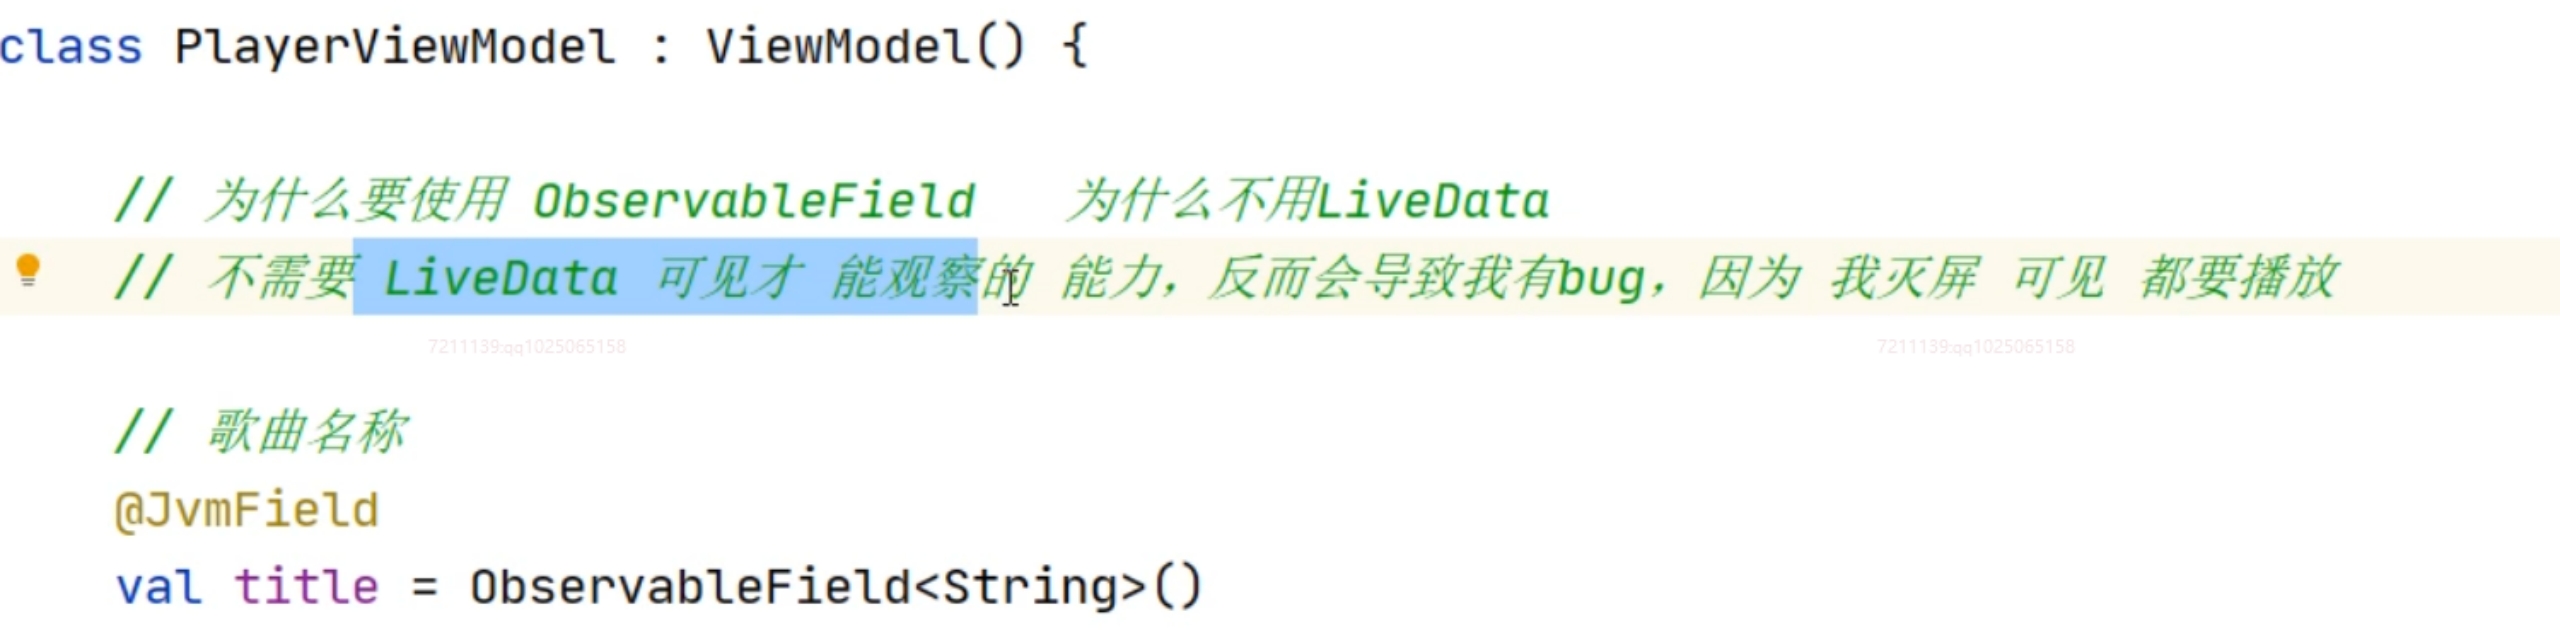 class PlayerViewModel : ViewModel() {
// 为什么要使用 ObservableField   为什么不用LiveData
// 不需要 LiveData 可见才 能观察的 能力，反而会导致我有bug，因为 我灭屏 可见 都要播放
7211139:qq1025065158 7211139:qq1025065158
// 歌曲名称
@JvmField
val title = ObservableField<String>()